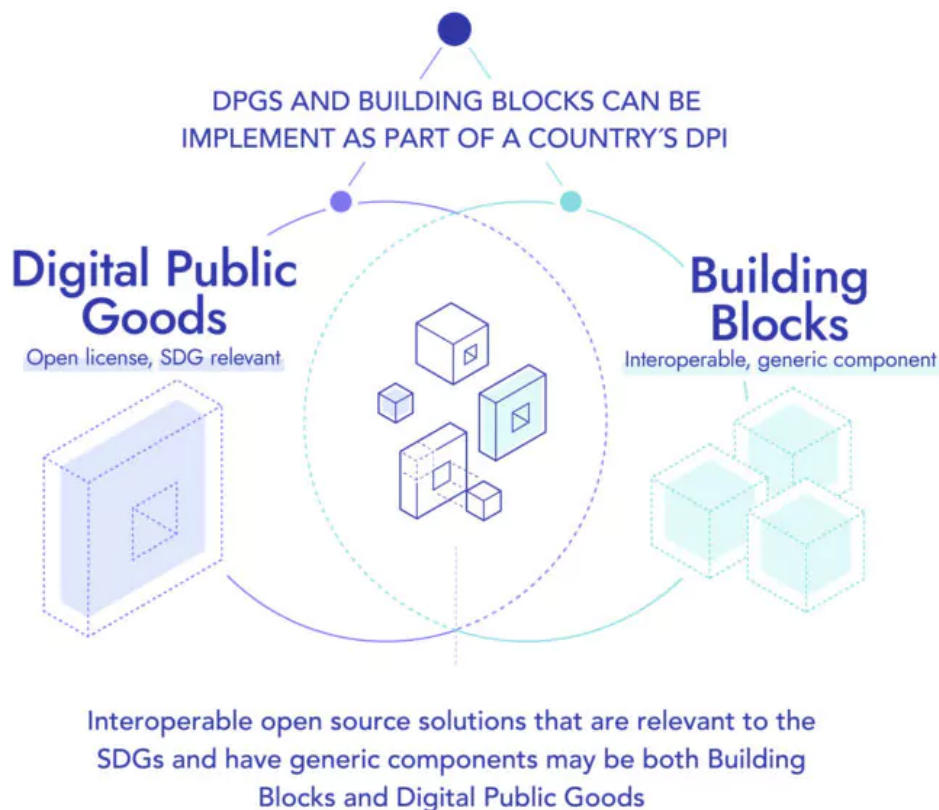 DPGS AND BUILDING BLOCKS CAN BE
IMPLEMENT AS PART OF A COUNTRY´S DPI
Digital Public
Goods
Open license, SDG relevant
Building
Blocks
Interoperable, generic component
Interoperable open source solutions that are relevant to the
SDGs and have generic components may be both Building
Blocks and Digital Public Goods